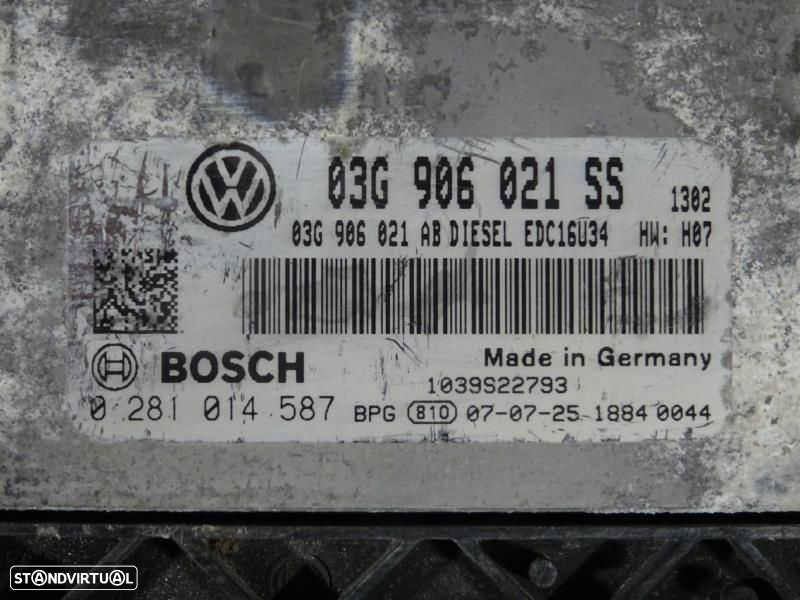 03G 906 021 SS 1302
03G 906 021 AB DIESEL EDC16U34 HW: H07
BOSCH Made in Germany
1039S22793
0 281 014 587 BPG 810 07-07-25 1884 0044
STANDVIRTUAL